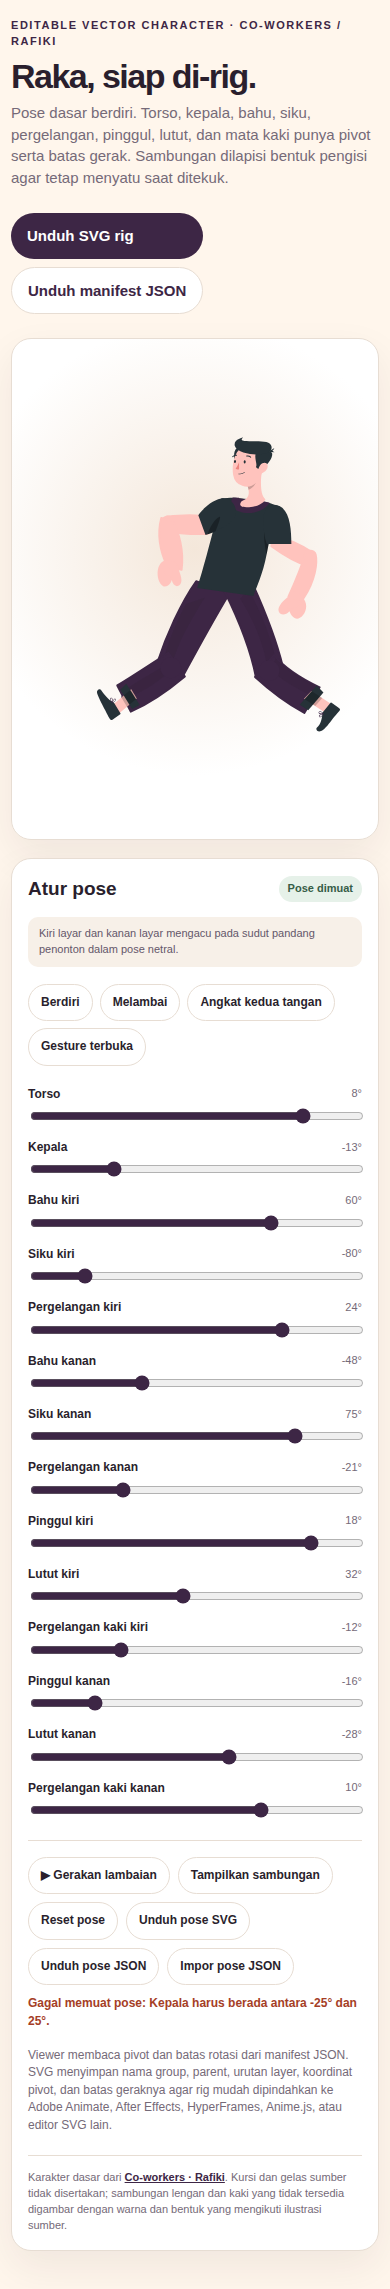 EDITABLE VECTOR CHARACTER · CO-WORKERS /
RAFIKI
Raka, siap di-rig.
Pose dasar berdiri. Torso, kepala, bahu, siku,
pergelangan, pinggul, lutut, dan mata kaki punya pivot
serta batas gerak. Sambungan dilapisi bentuk pengisi
agar tetap menyatu saat ditekuk.
Unduh SVG rig
Unduh manifest JSON
Atur pose
Pose dimuat
Kiri layar dan kanan layar mengacu pada sudut pandang
penonton dalam pose netral.
Berdiri
Melambai
Angkat kedua tangan
Gesture terbuka
Torso 8°
Kepala -13°
Bahu kiri 60°
Siku kiri -80°
Pergelangan kiri 24°
Bahu kanan -48°
Siku kanan 75°
Pergelangan kanan -21°
Pinggul kiri 18°
Lutut kiri 32°
Pergelangan kaki kiri -12°
Pinggul kanan -16°
Lutut kanan -28°
Pergelangan kaki kanan 10°
▶ Gerakan lambaian
Tampilkan sambungan
Reset pose
Unduh pose SVG
Unduh pose JSON
Impor pose JSON
Gagal memuat pose: Kepala harus berada antara -25° dan
25°.
Viewer membaca pivot dan batas rotasi dari manifest JSON.
SVG menyimpan nama group, parent, urutan layer, koordinat
pivot, dan batas geraknya agar rig mudah dipindahkan ke
Adobe Animate, After Effects, HyperFrames, Anime.js, atau
editor SVG lain.
Karakter dasar dari Co-workers · Rafiki. Kursi dan gelas sumber
tidak disertakan; sambungan lengan dan kaki yang tidak tersedia
digambar dengan warna dan bentuk yang mengikuti ilustrasi
sumber.